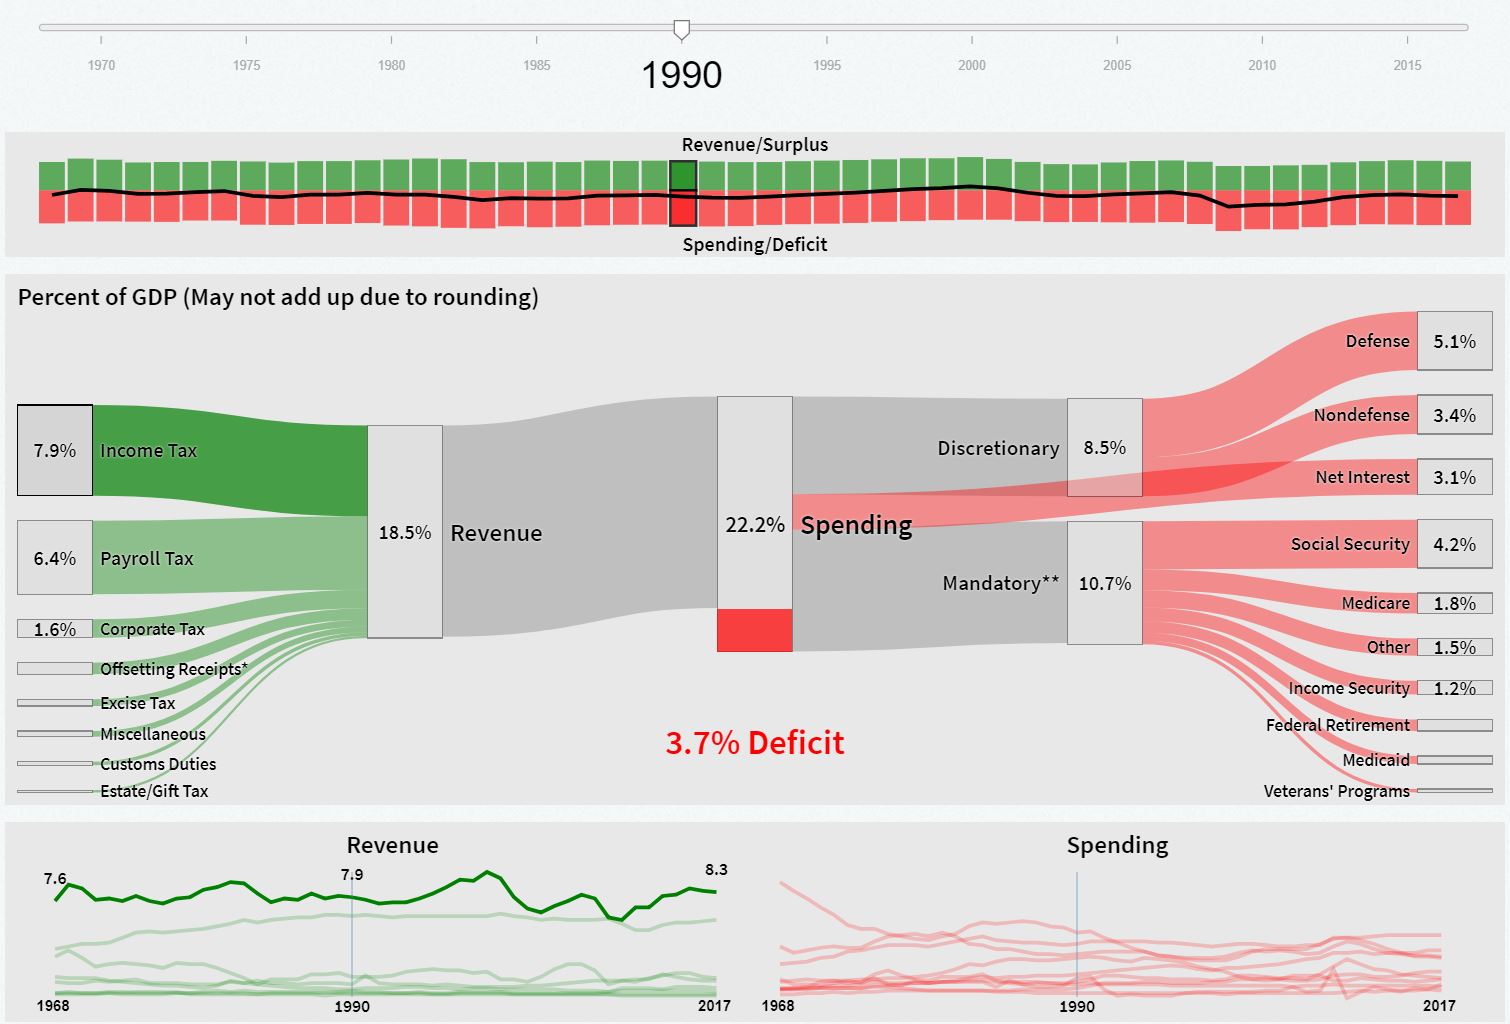 1970 1975 1980 1985 1990 1995 2000 2005 2010 2015
Revenue/Surplus
Spending/Deficit
Percent of GDP (May not add up due to rounding)
7.9% Income Tax
6.4% Payroll Tax
1.6% Corporate Tax
Offsetting Receipts*
Excise Tax
Miscellaneous
Customs Duties
Estate/Gift Tax
18.5% Revenue
22.2% Spending
3.7% Deficit
Discretionary 8.5%
Mandatory** 10.7%
Defense 5.1%
Nondefense 3.4%
Net Interest 3.1%
Social Security 4.2%
Medicare 1.8%
Other 1.5%
Income Security 1.2%
Federal Retirement
Medicaid
Veterans' Programs
Revenue
7.6 7.9 8.3
1968 1990 2017
Spending
1968 1990 2017